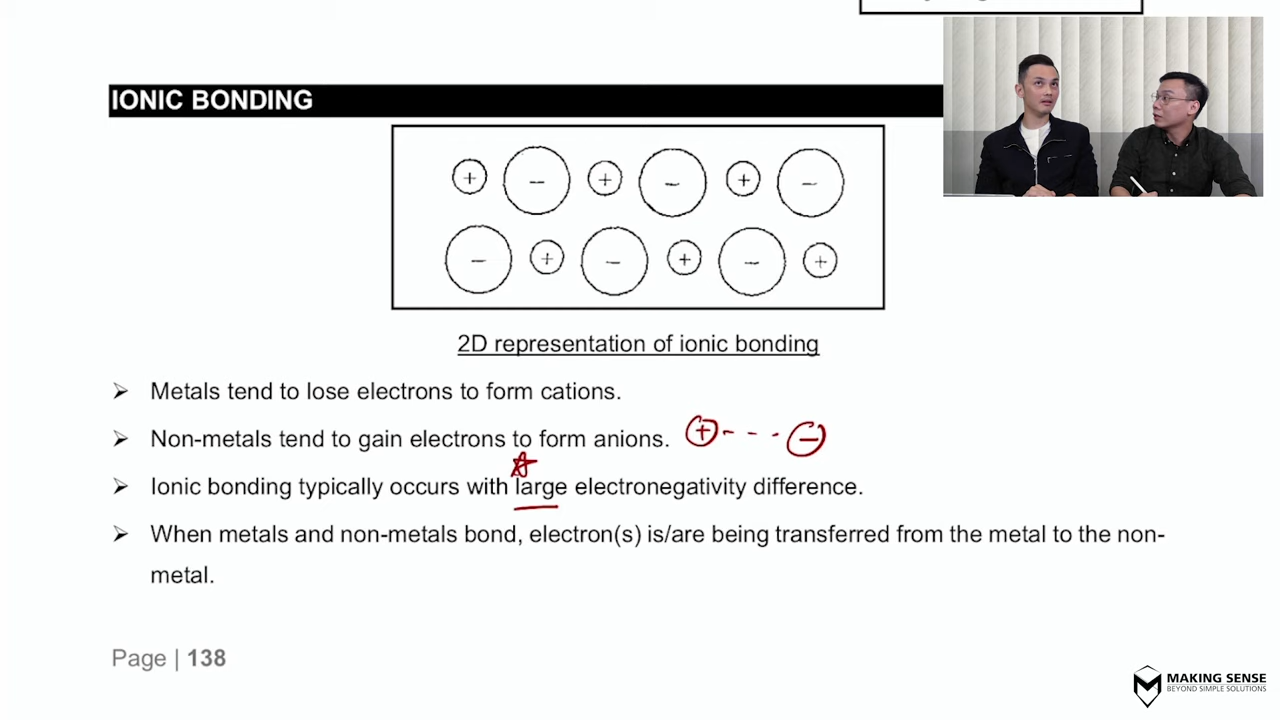 IONIC BONDING
+ − + − + −
− + − + − +
2D representation of ionic bonding
➢ Metals tend to lose electrons to form cations.
➢ Non-metals tend to gain electrons to form anions. + - - - −
➢ Ionic bonding typically occurs with large electronegativity difference.
➢ When metals and non-metals bond, electron(s) is/are being transferred from the metal to the non-
metal.
Page | 138
MAKING SENSE
BEYOND SIMPLE SOLUTIONS